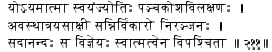 योऽयमात्मा स्वयंज्योतिः पञ्चकोशविलक्षणः ।
अवस्थात्रयसाक्षी सन्निर्विकारो निरञ्जनः ।
सदानन्दः स विज्ञेयः स्वात्मत्वेन विपश्चिता ॥ २११॥